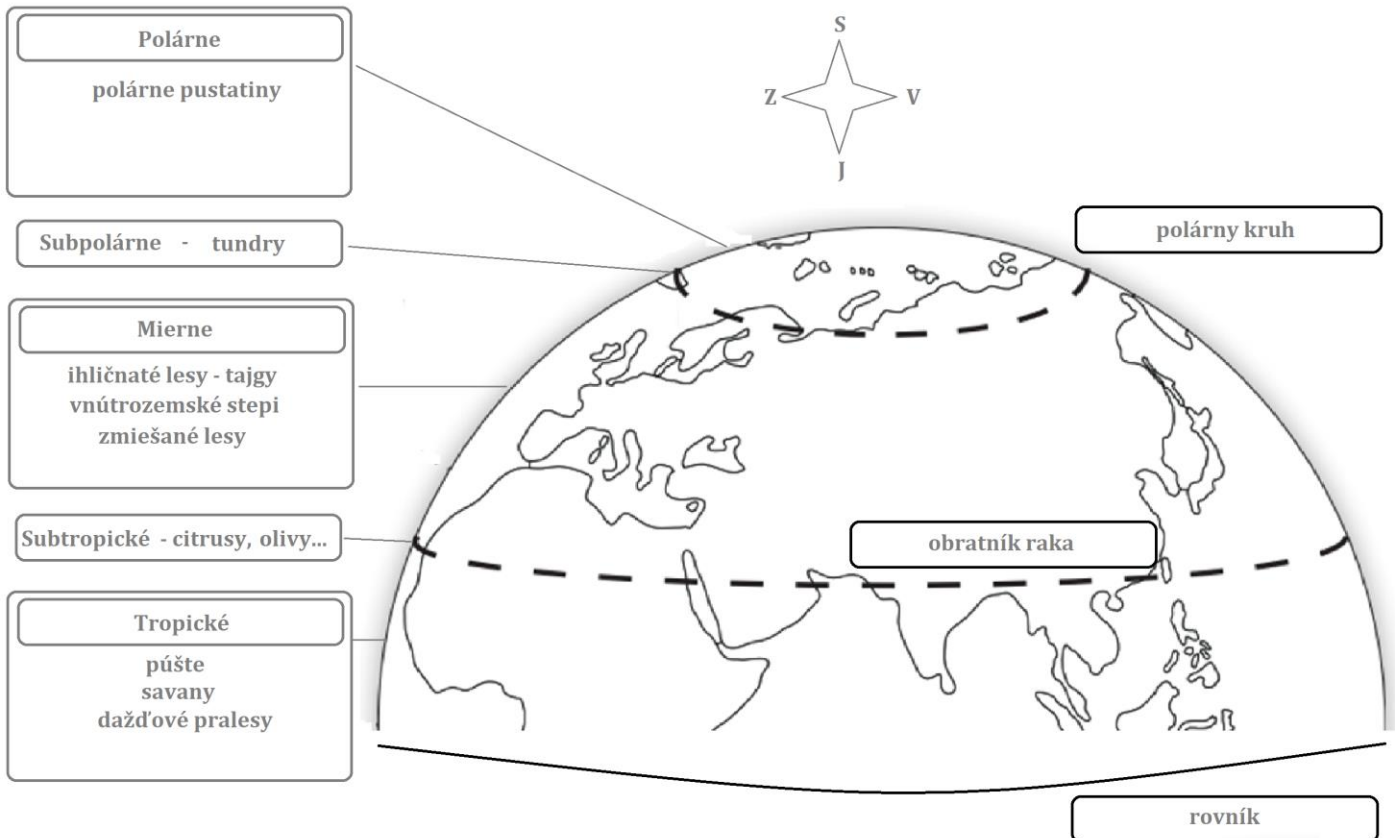 Polárne
polárne pustatiny
S
Z V
J
polárny kruh
Subpolárne - tundry
Mierne
ihličnaté lesy - tajgy
vnútrozemské stepi
zmiešané lesy
Subtropické - citrusy, olivy...
obratník raka
Tropické
púšte
savany
dažďové pralesy
rovník